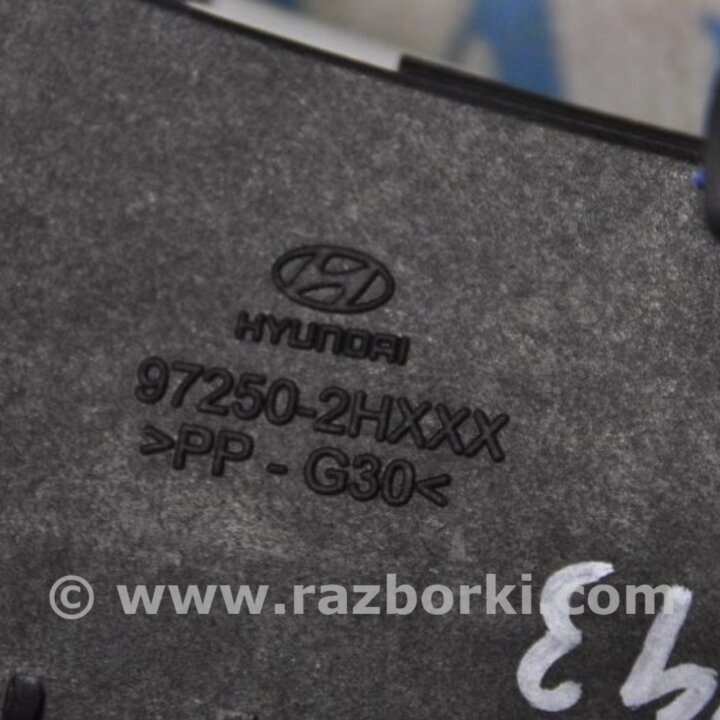 HYUNDAI
97250-2HXXX
>PP - G30<
© www.razborki.com